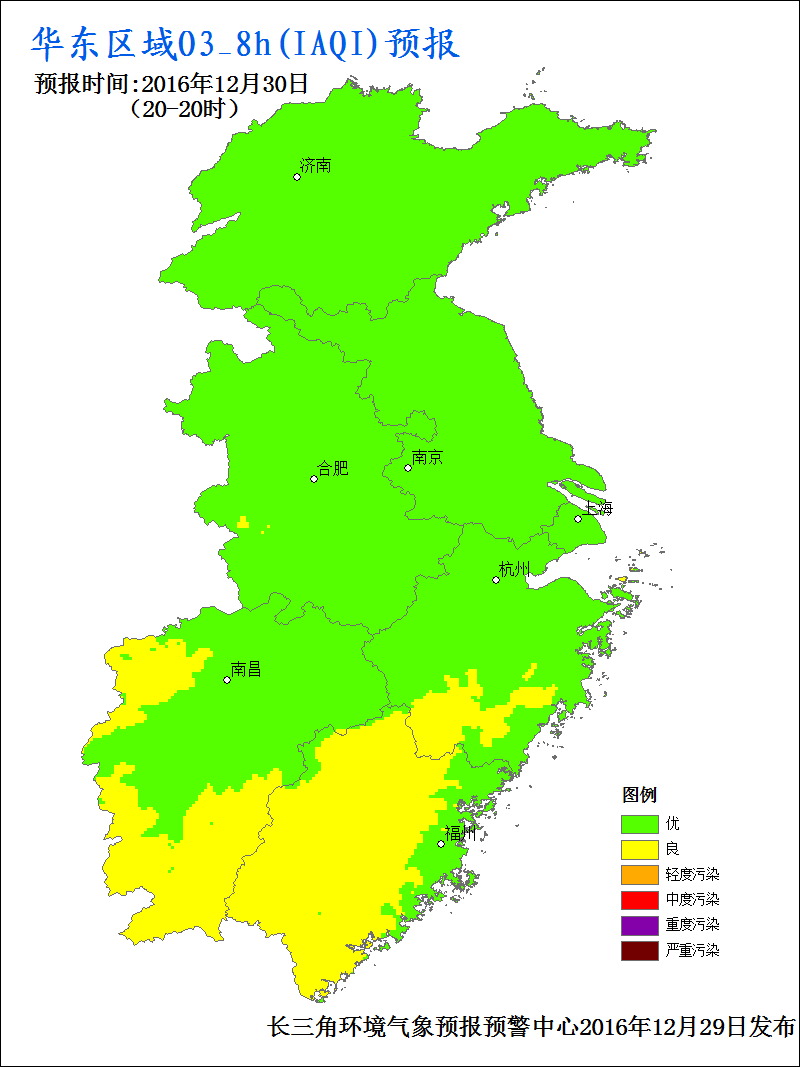 华东区域O3_8h(IAQI)预报
预报时间:2016年12月30日
（20-20时）
济南
南京
合肥
上海
杭州
南昌
福州
图例
优
良
轻度污染
中度污染
重度污染
严重污染
长三角环境气象预报预警中心2016年12月29日发布